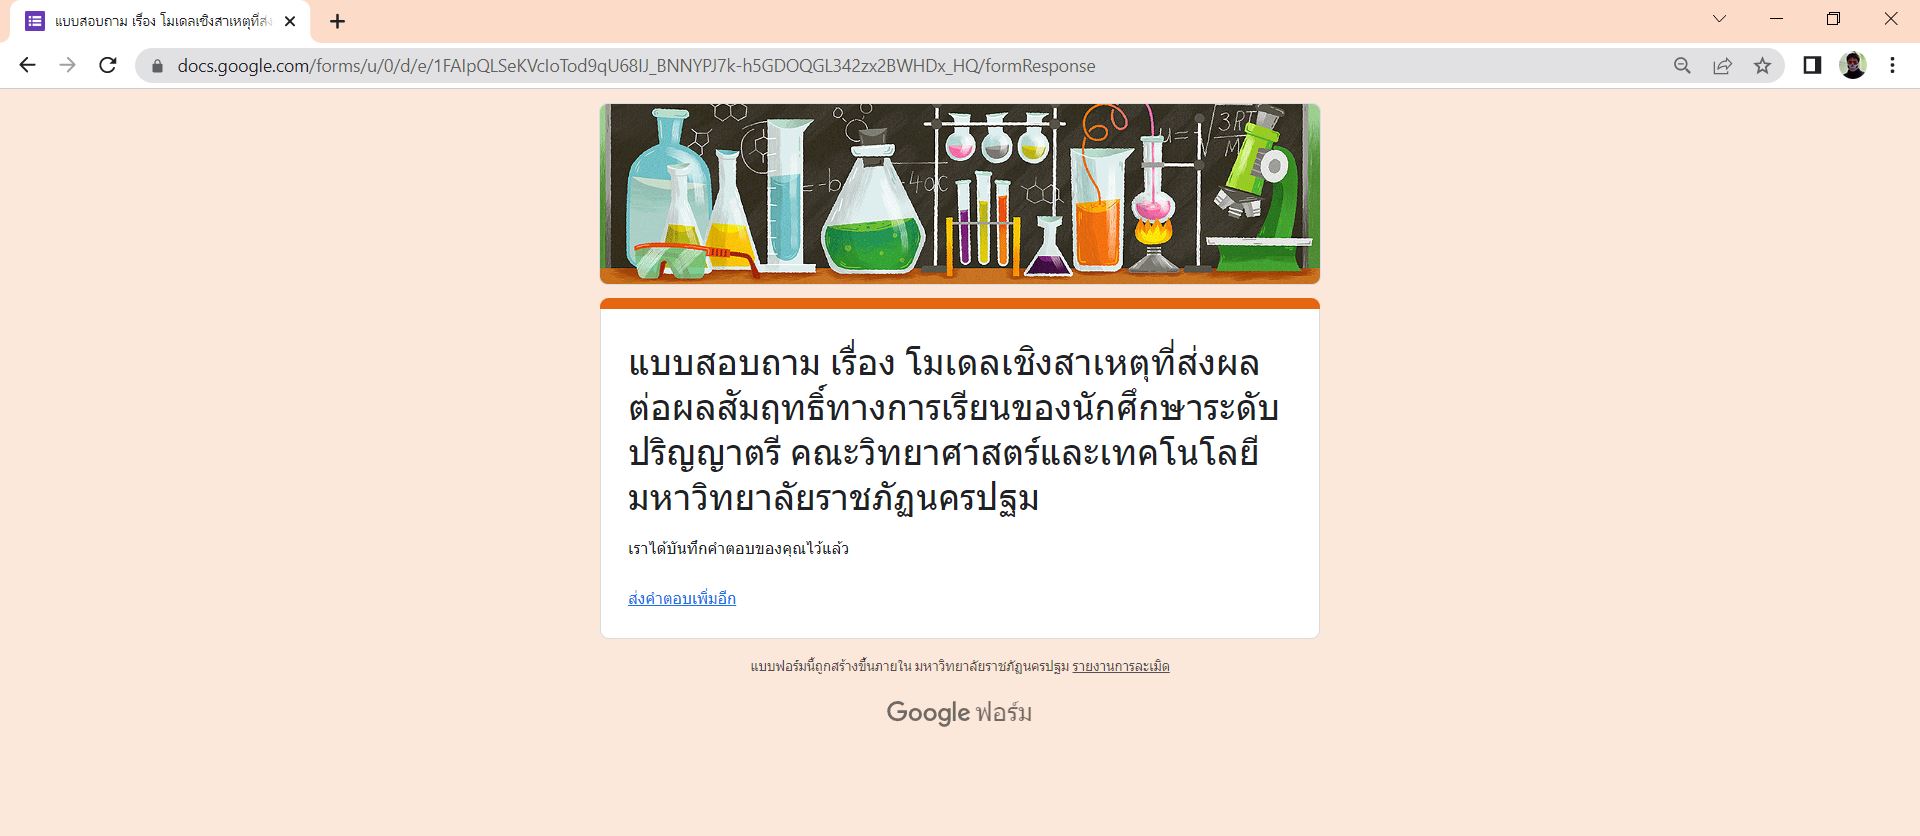 แบบสอบถาม เรื่อง โมเดลเชิงสาเหตุที่ส่ง
docs.google.com/forms/u/0/d/e/1FAIpQLSeKVcIoTod9qU68IJ_BNNYPJ7k-h5GDOQGL342zx2BWHDx_HQ/formResponse
แบบสอบถาม เรื่อง โมเดลเชิงสาเหตุที่ส่งผล
ต่อผลสัมฤทธิ์ทางการเรียนของนักศึกษาระดับ
ปริญญาตรี คณะวิทยาศาสตร์และเทคโนโลยี
มหาวิทยาลัยราชภัฏนครปฐม
เราได้บันทึกคำตอบของคุณไว้แล้ว
ส่งคำตอบเพิ่มอีก
แบบฟอร์มนี้ถูกสร้างขึ้นภายใน มหาวิทยาลัยราชภัฏนครปฐม รายงานการละเมิด
Google ฟอร์ม